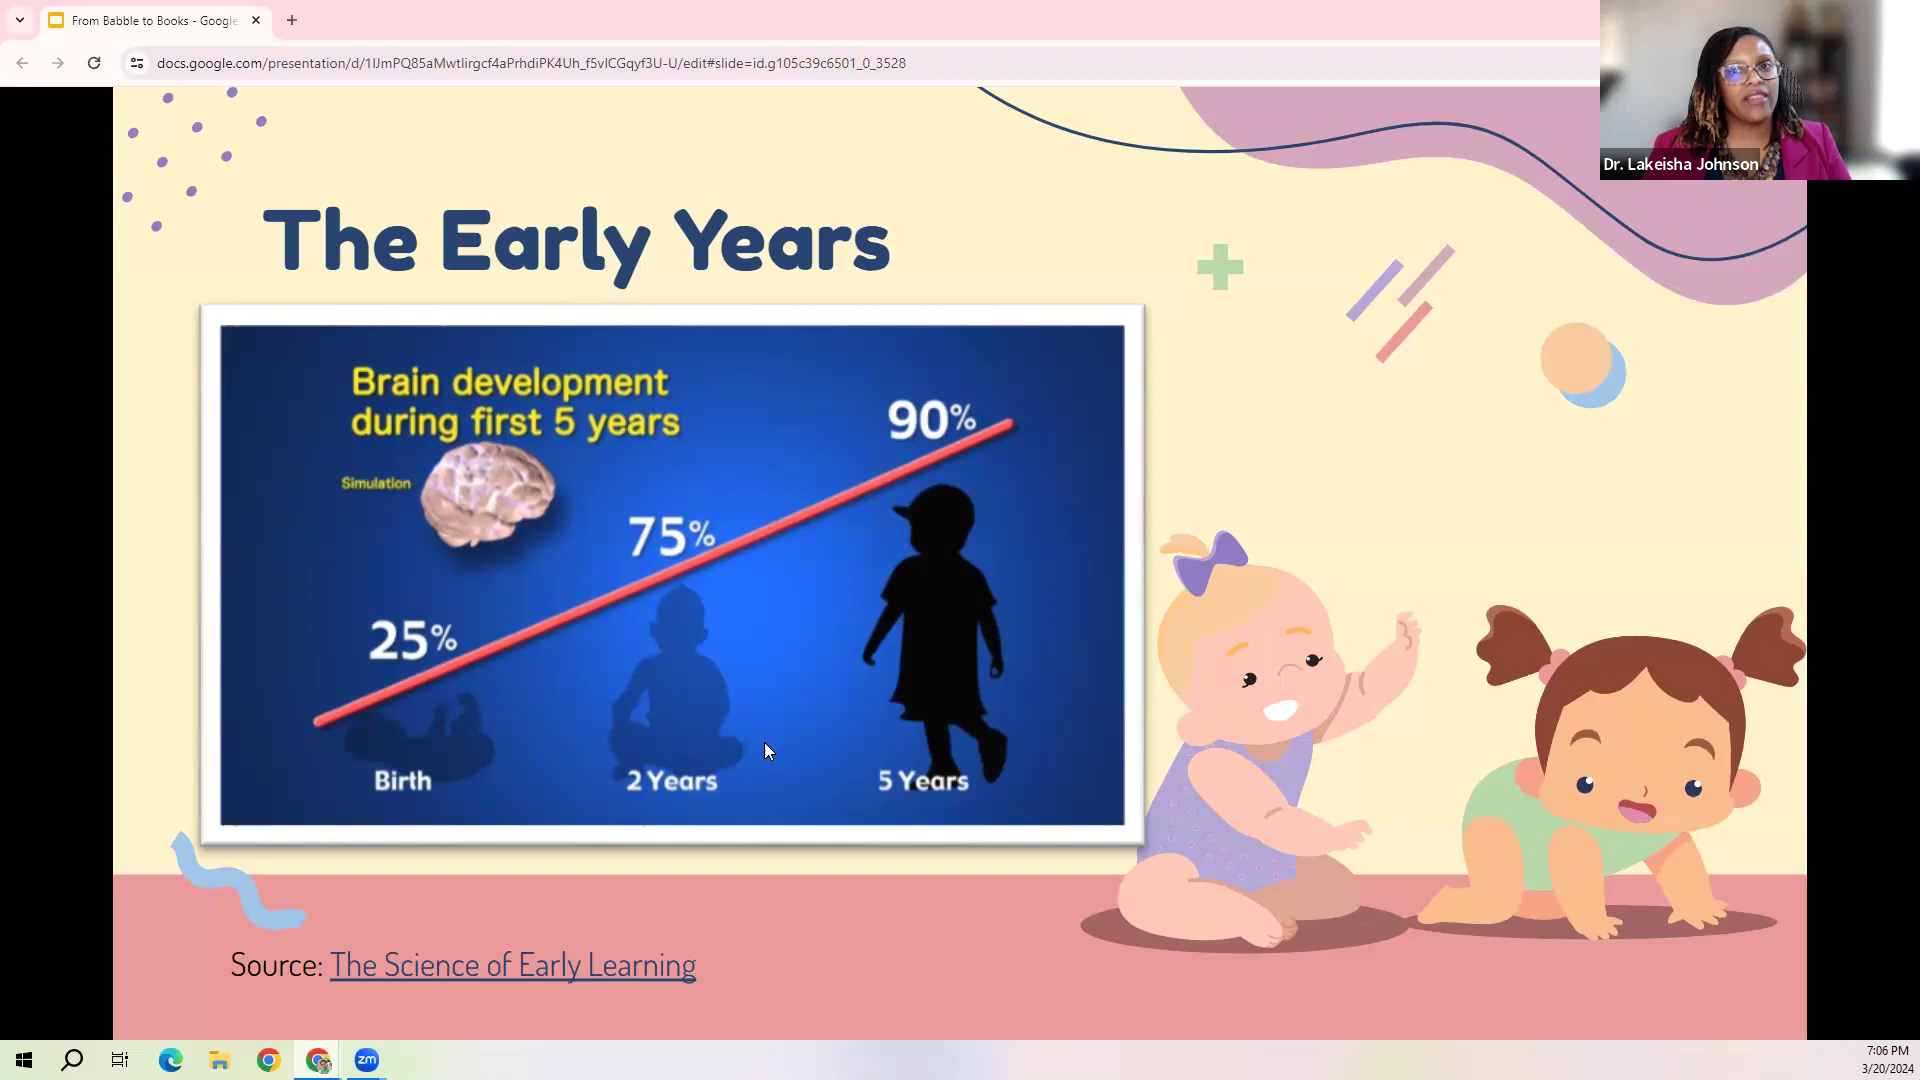 From Babble to Books - Google
docs.google.com/presentation/d/1IJmPQ85aMwtlirgcf4aPrhdiPK4Uh_f5vlCGqyf3U-U/edit#slide=id.g105c39c6501_0_3528
Dr. Lakeisha Johnson
The Early Years
Brain development
during first 5 years
Simulation
90%
75%
25%
Birth
2 Years
5 Years
Source: The Science of Early Learning
zm
7:06 PM
3/20/2024